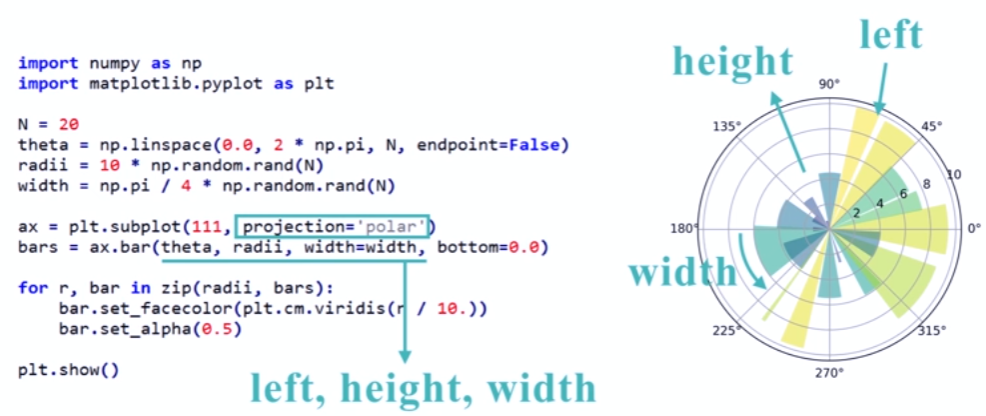 import numpy as np
import matplotlib.pyplot as plt
N = 20
theta = np.linspace(0.0, 2 * np.pi, N, endpoint=False)
radii = 10 * np.random.rand(N)
width = np.pi / 4 * np.random.rand(N)
ax = plt.subplot(111, projection='polar')
bars = ax.bar(theta, radii, width=width, bottom=0.0)
for r, bar in zip(radii, bars):
    bar.set_facecolor(plt.cm.viridis(r / 10.))
    bar.set_alpha(0.5)
plt.show()
left, height, width
left
height
90°
135°
45°
10
8
6
4
2
180°
0°
width
225°
315°
270°